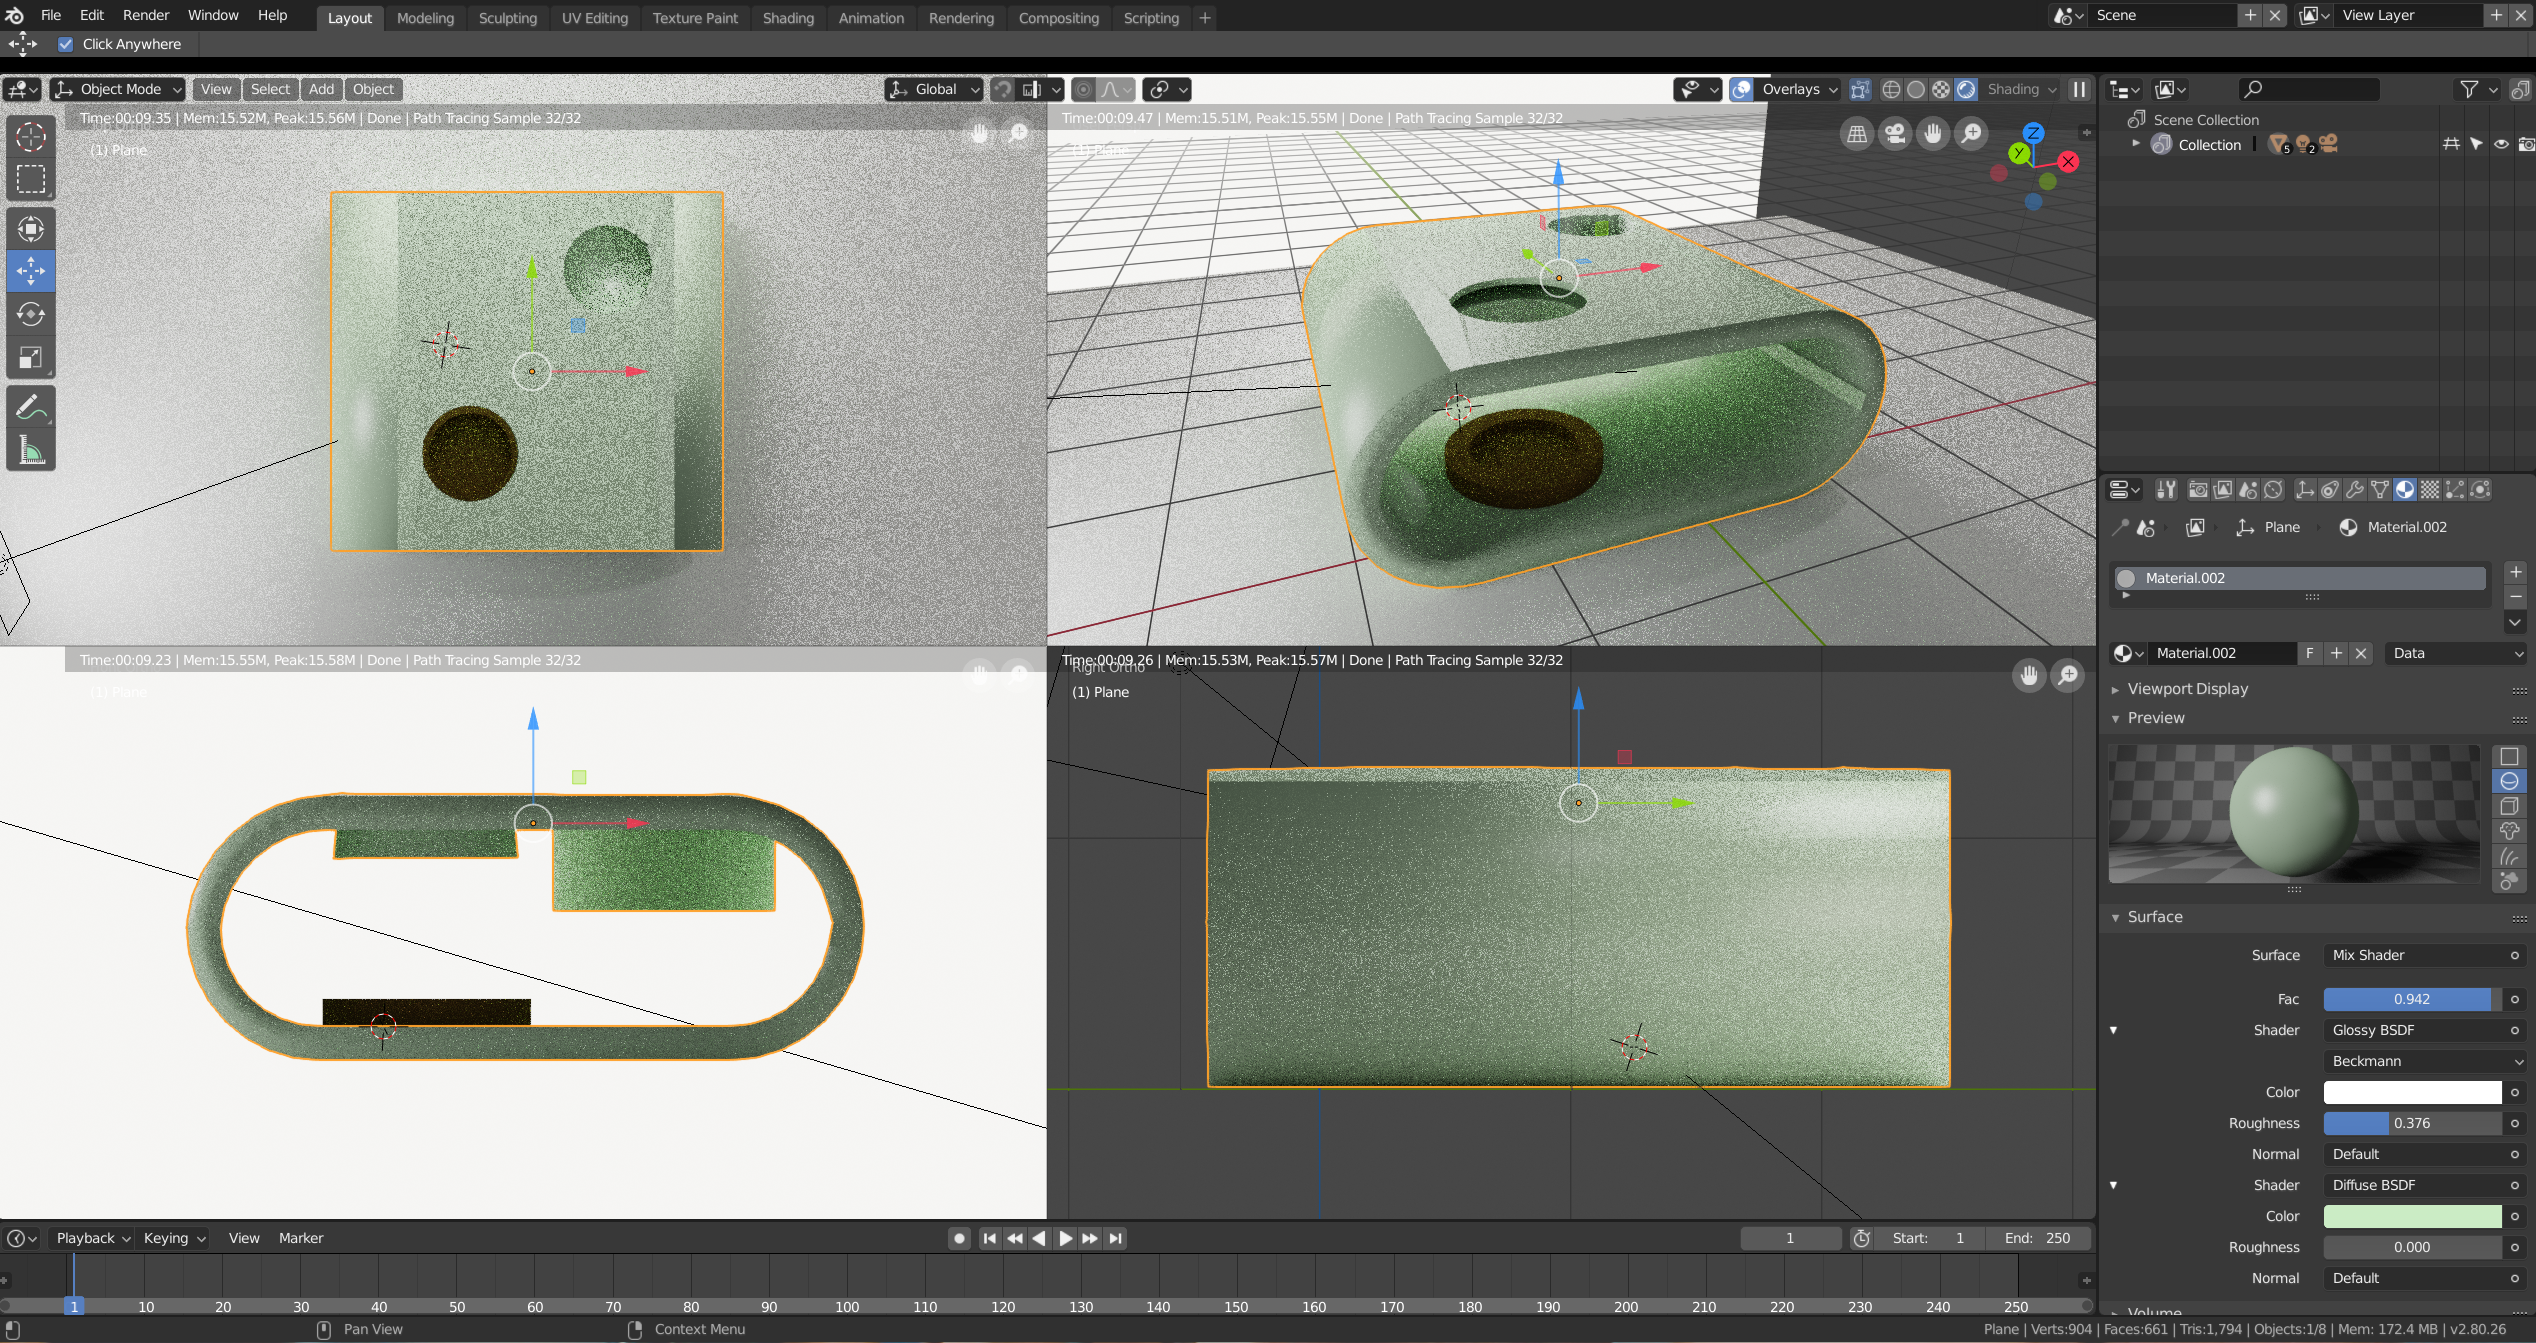 File Edit Render Window Help Layout Modeling Sculpting UV Editing Texture Paint Shading Animation Rendering Compositing Scripting + Scene View Layer
Click Anywhere
Object Mode View Select Add Object Global Overlays Shading
Time:00:09.35 | Mem:15.52M, Peak:15.56M | Done | Path Tracing Sample 32/32
(1) Plane
Time:00:09.47 | Mem:15.51M, Peak:15.55M | Done | Path Tracing Sample 32/32
(1) Plane
Z
Y
X
Scene Collection
Collection 5 2
Time:00:09.23 | Mem:15.55M, Peak:15.58M | Done | Path Tracing Sample 32/32
(1) Plane
Time:00:09.26 | Mem:15.53M, Peak:15.57M | Done | Path Tracing Sample 32/32
Right Ortho
(1) Plane
Plane Material.002
Material.002
Material.002 F Data
Viewport Display
Preview
Surface
Surface Mix Shader
Fac 0.942
Shader Glossy BSDF
Beckmann
Color
Roughness 0.376
Normal Default
Shader Diffuse BSDF
Color
Roughness 0.000
Normal Default
Volume
Playback Keying View Marker 1 Start: 1 End: 250
1 10 20 30 40 50 60 70 80 90 100 110 120 130 140 150 160 170 180 190 200 210 220 230 240 250
Pan View Context Menu Plane | Verts:904 | Faces:661 | Tris:1,794 | Objects:1/8 | Mem: 172.4 MB | v2.80.26